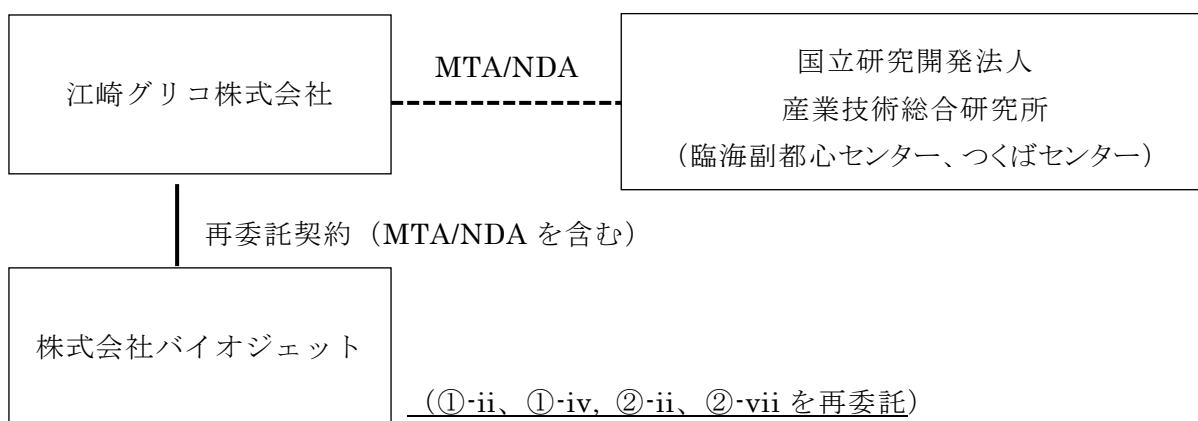 江崎グリコ株式会社
MTA/NDA
国立研究開発法人
産業技術総合研究所
（臨海副都心センター、つくばセンター）
再委託契約（MTA/NDA を含む）
株式会社バイオジェット
（①-ii、①-iv, ②-ii、②-vii を再委託）